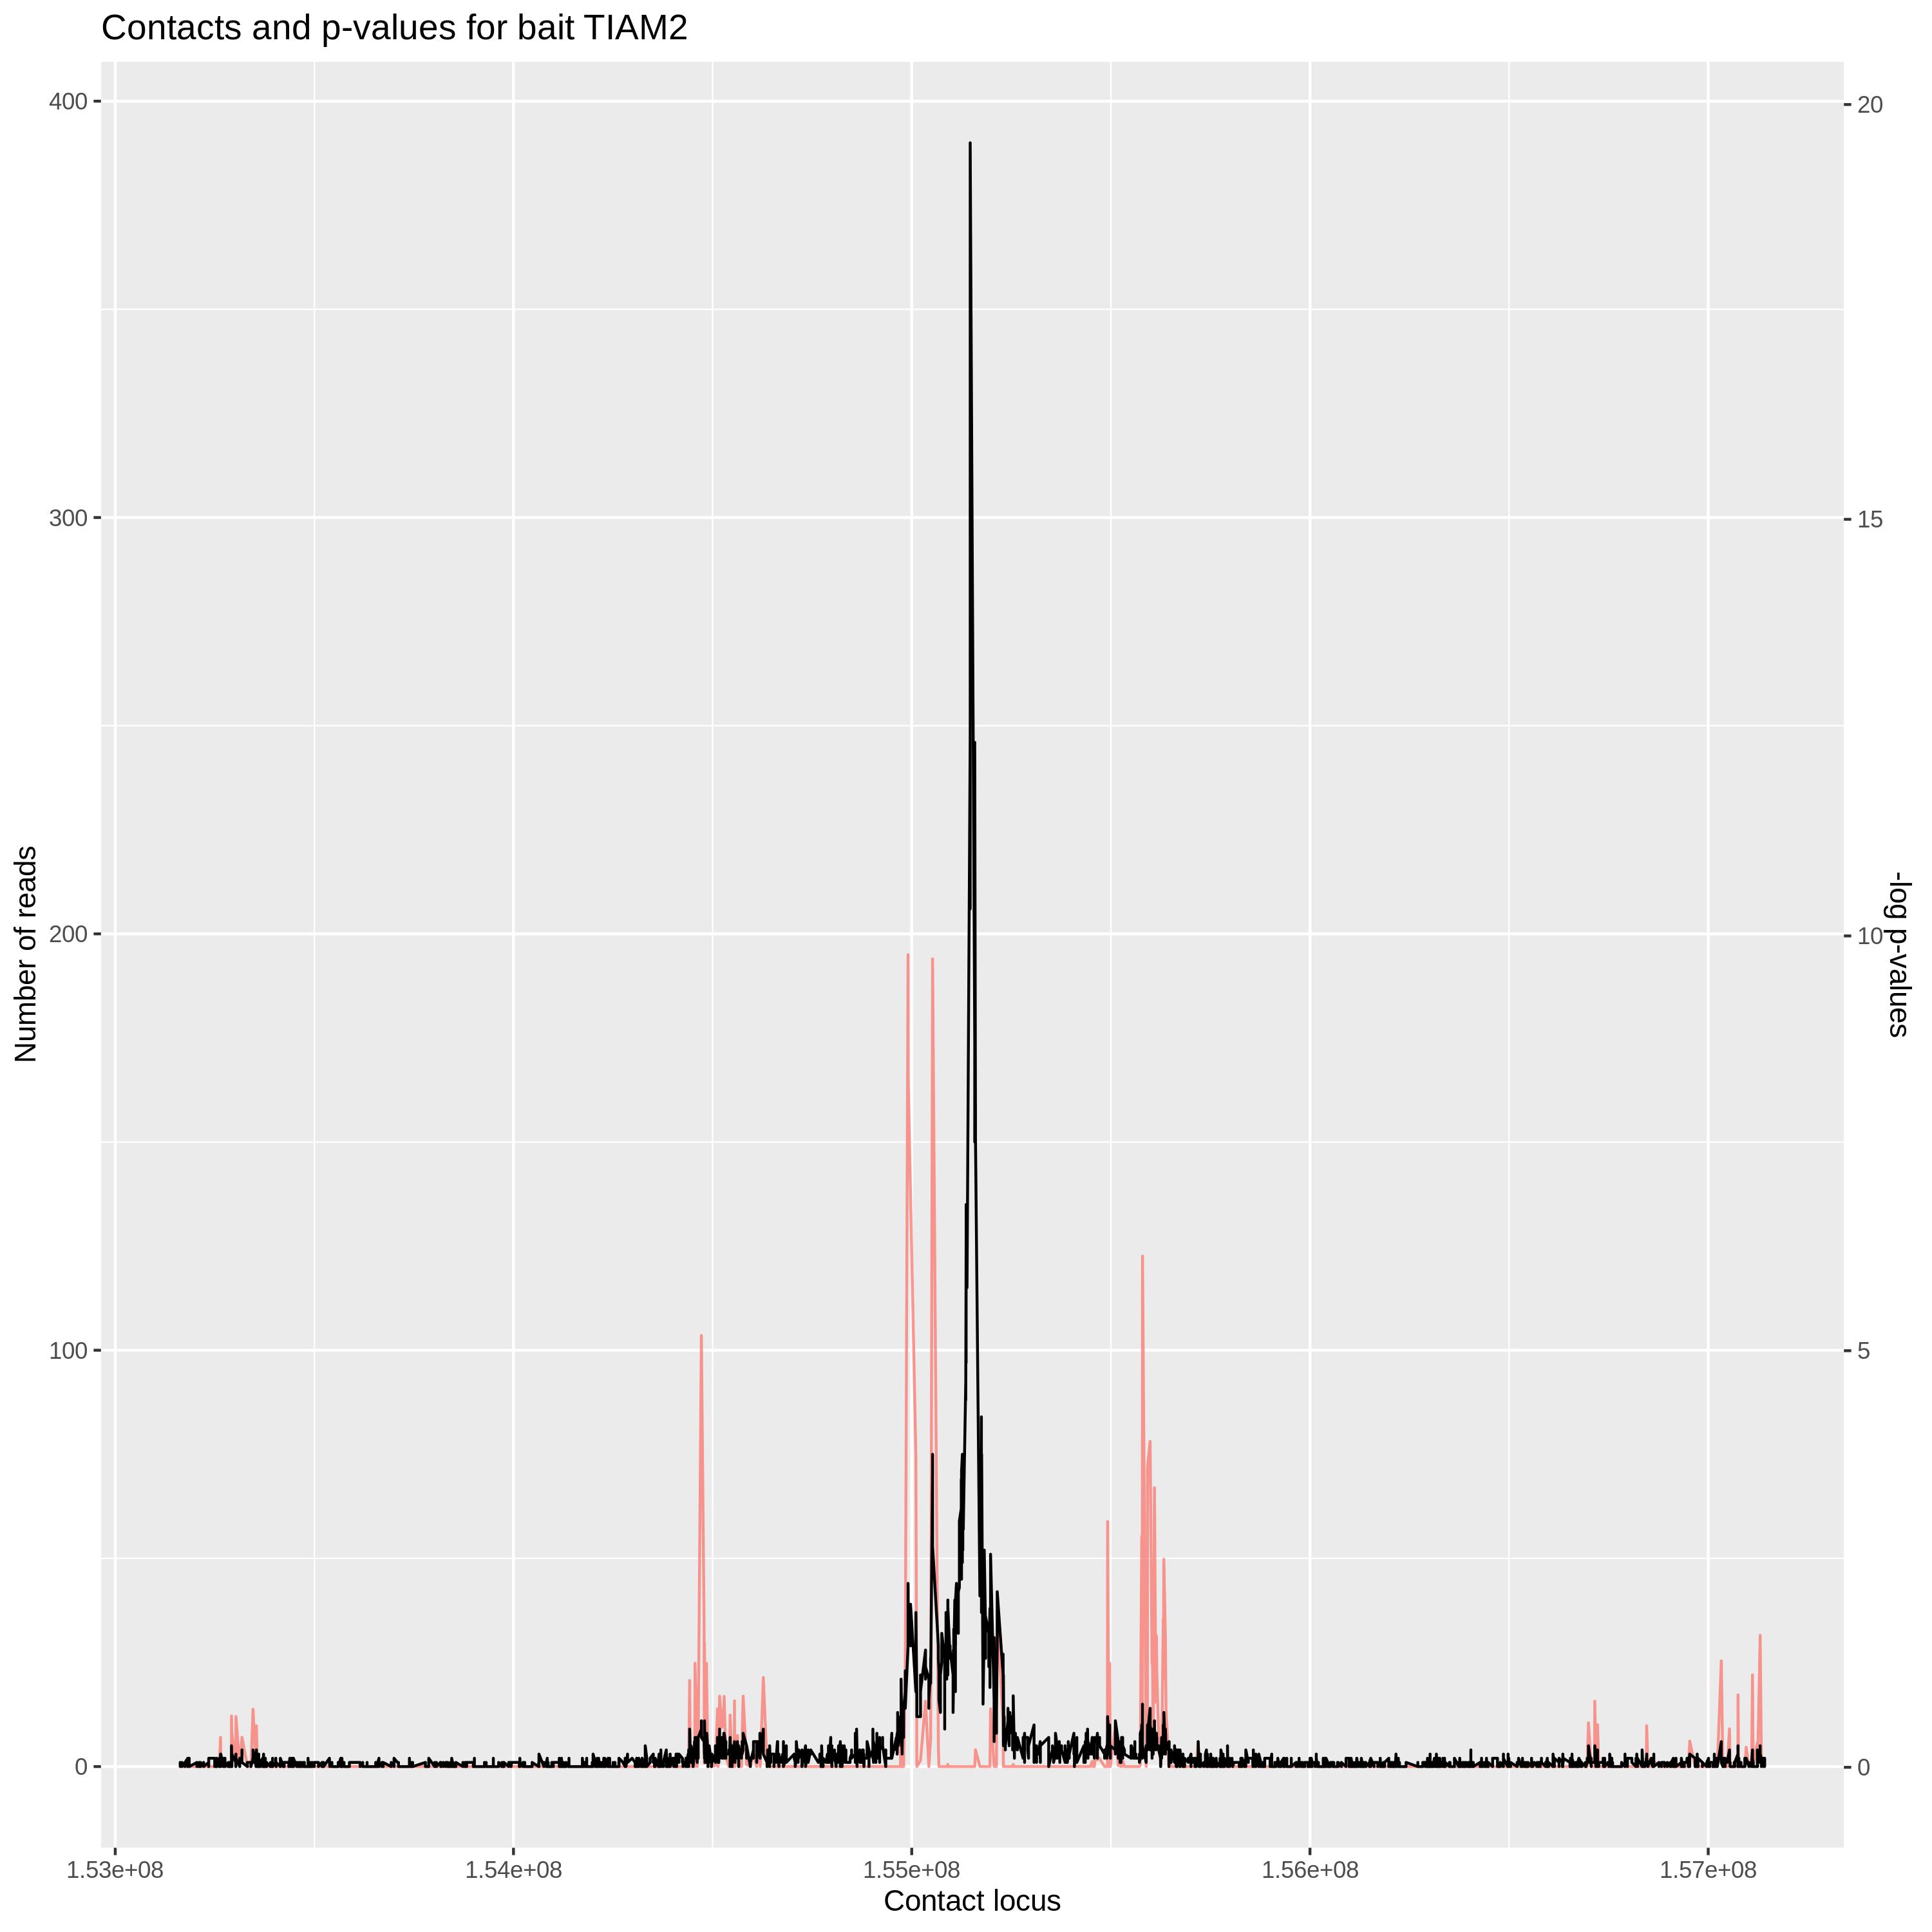 Contacts and p-values for bait TIAM2
400
300
200
100
0
Number of reads
20
15
10
5
0
-log p-values
1.53e+08
1.54e+08
1.55e+08
1.56e+08
1.57e+08
Contact locus